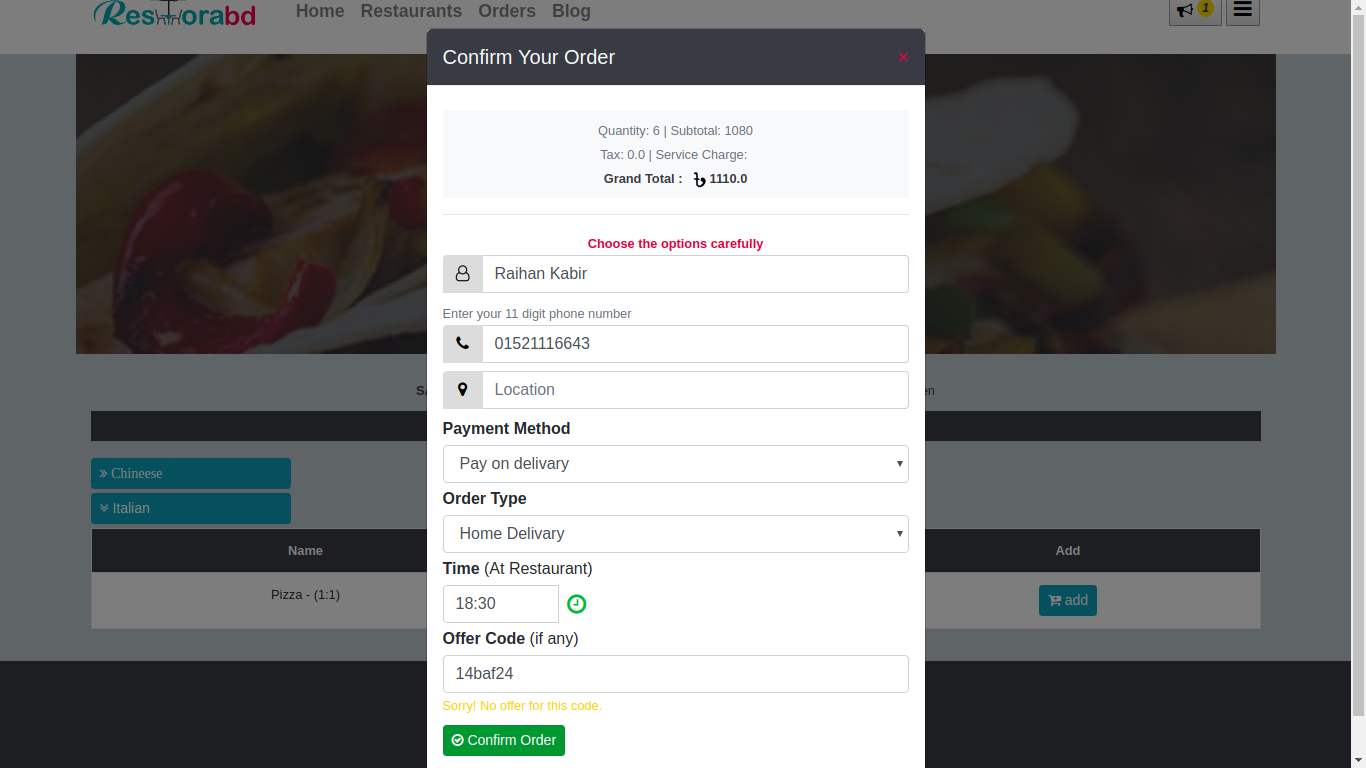 Restorabd
Home Restaurants Orders Blog
1
Confirm Your Order
×
Quantity: 6 | Subtotal: 1080
Tax: 0.0 | Service Charge:
Grand Total : ৳ 1110.0
Choose the options carefully
Raihan Kabir
Enter your 11 digit phone number
01521116643
Location
Payment Method
Pay on delivary
Order Type
Home Delivary
Time (At Restaurant)
18:30
Offer Code (if any)
14baf24
Sorry! No offer for this code.
Confirm Order
» Chineese
Italian
Name Add
Pizza - (1:1) add